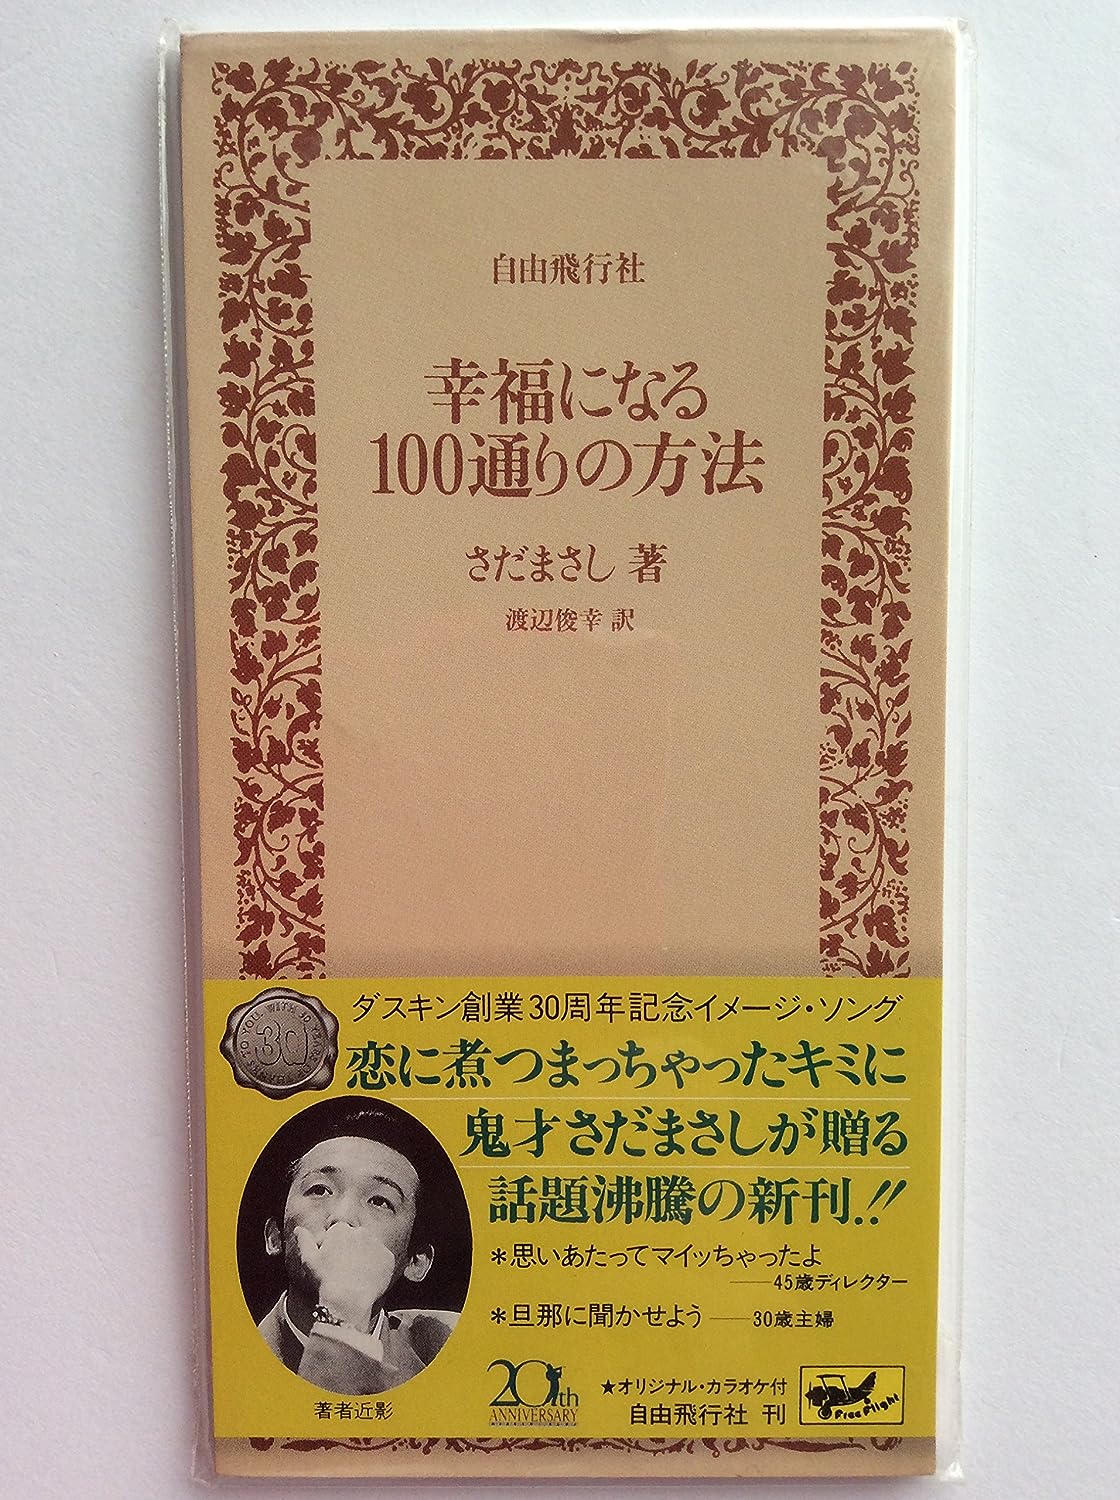 自由飛行社
幸福になる
100通りの方法
さだまさし 著
渡辺俊幸 訳
ダスキン創業30周年記念イメージ・ソング
30
恋に煮つまっちゃったキミに
鬼才さだまさしが贈る
話題沸騰の新刊.!!
*思いあたってマイッちゃったよ
——45歳ディレクター
*旦那に聞かせよう——30歳主婦
著者近影
20th
ANNIVERSARY
★オリジナル・カラオケ付
自由飛行社 刊
Free Flight